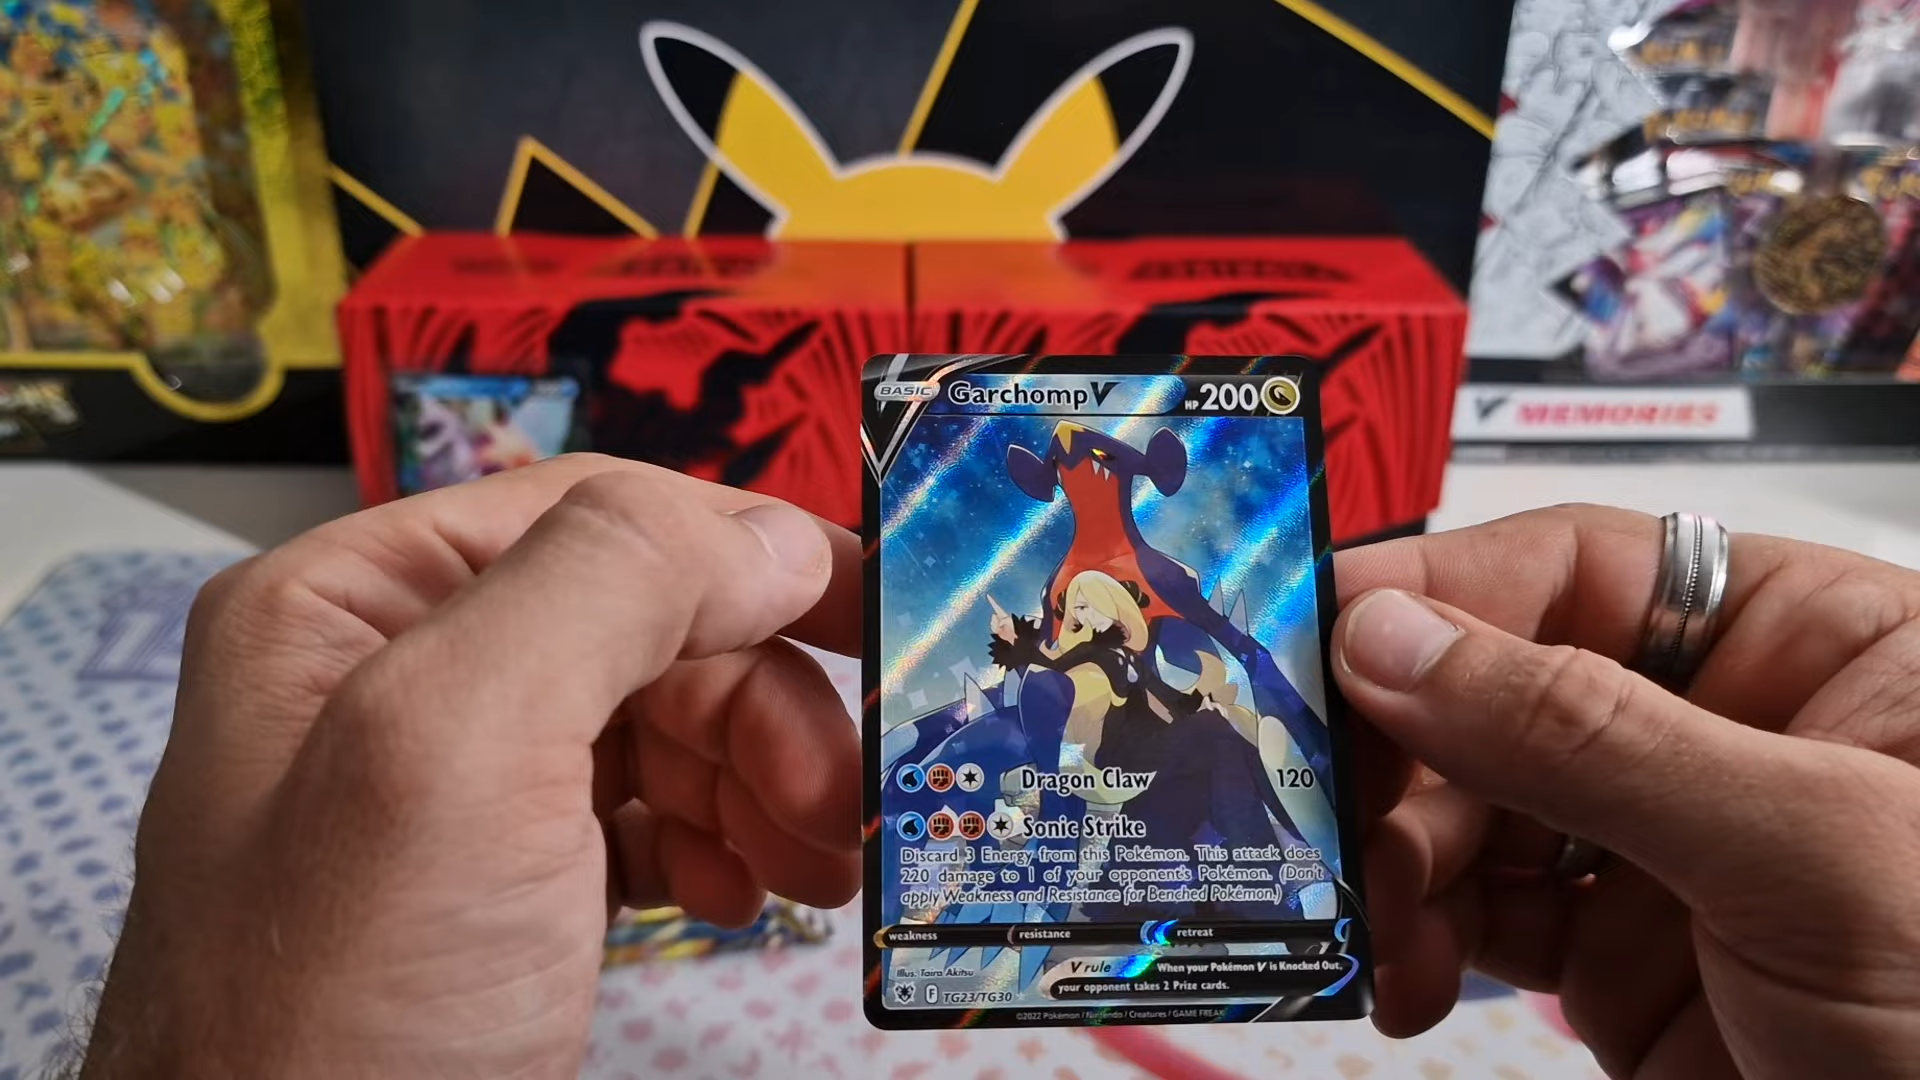 MEMORIES
BASIC Garchomp V HP 200
Dragon Claw 120
Sonic Strike
Discard 3 Energy from this Pokémon. This attack does
220 damage to 1 of your opponent's Pokémon. (Don't
apply Weakness and Resistance for Benched Pokémon.)
weakness resistance retreat
V rule When your Pokémon V is Knocked Out,
your opponent takes 2 Prize cards.
Illus. Taira Akitsu
F TG23/TG30
©2022 Pokémon / Nintendo / Creatures / GAME FREAK